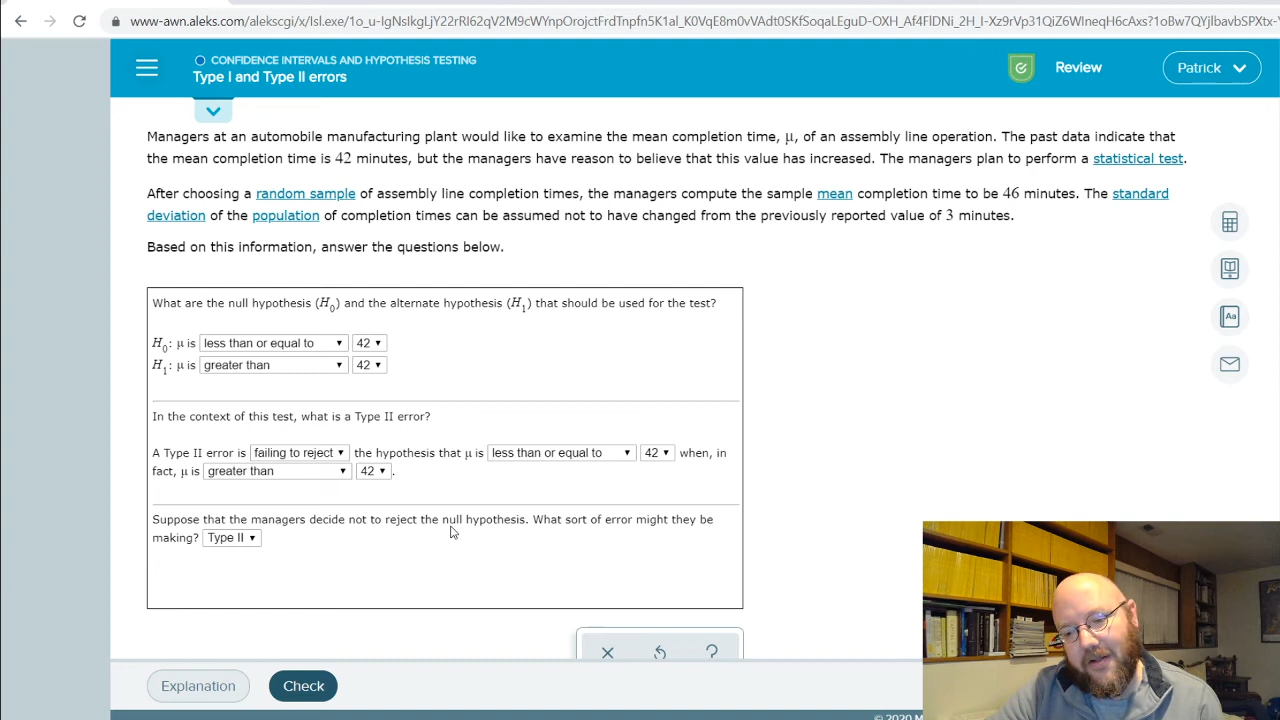 www-awn.aleks.com/alekscgi/x/Isl.exe/1o_u-IgNsIkgLjY22rRI62qV2M9cWYnpOrojctFrdTnpfn5K1al_K0VqE8m0vVAdt0SKfSoqaLEguD-OXH_Af4FlDNi_2H_I-Xz9rVp31QiZ6WIneqH6cAxs?1oBw7QYjlbavbSPXtx-
CONFIDENCE INTERVALS AND HYPOTHESIS TESTING
Type I and Type II errors
Review
Patrick
Managers at an automobile manufacturing plant would like to examine the mean completion time, μ, of an assembly line operation. The past data indicate that
the mean completion time is 42 minutes, but the managers have reason to believe that this value has increased. The managers plan to perform a statistical test.
After choosing a random sample of assembly line completion times, the managers compute the sample mean completion time to be 46 minutes. The standard
deviation of the population of completion times can be assumed not to have changed from the previously reported value of 3 minutes.
Based on this information, answer the questions below.
What are the null hypothesis (H0) and the alternate hypothesis (H1) that should be used for the test?
H0: μ is less than or equal to 42
H1: μ is greater than 42
In the context of this test, what is a Type II error?
A Type II error is failing to reject the hypothesis that μ is less than or equal to 42 when, in
fact, μ is greater than 42 .
Suppose that the managers decide not to reject the null hypothesis. What sort of error might they be
making? Type II
Aa
?
Explanation
Check
© 2020 M